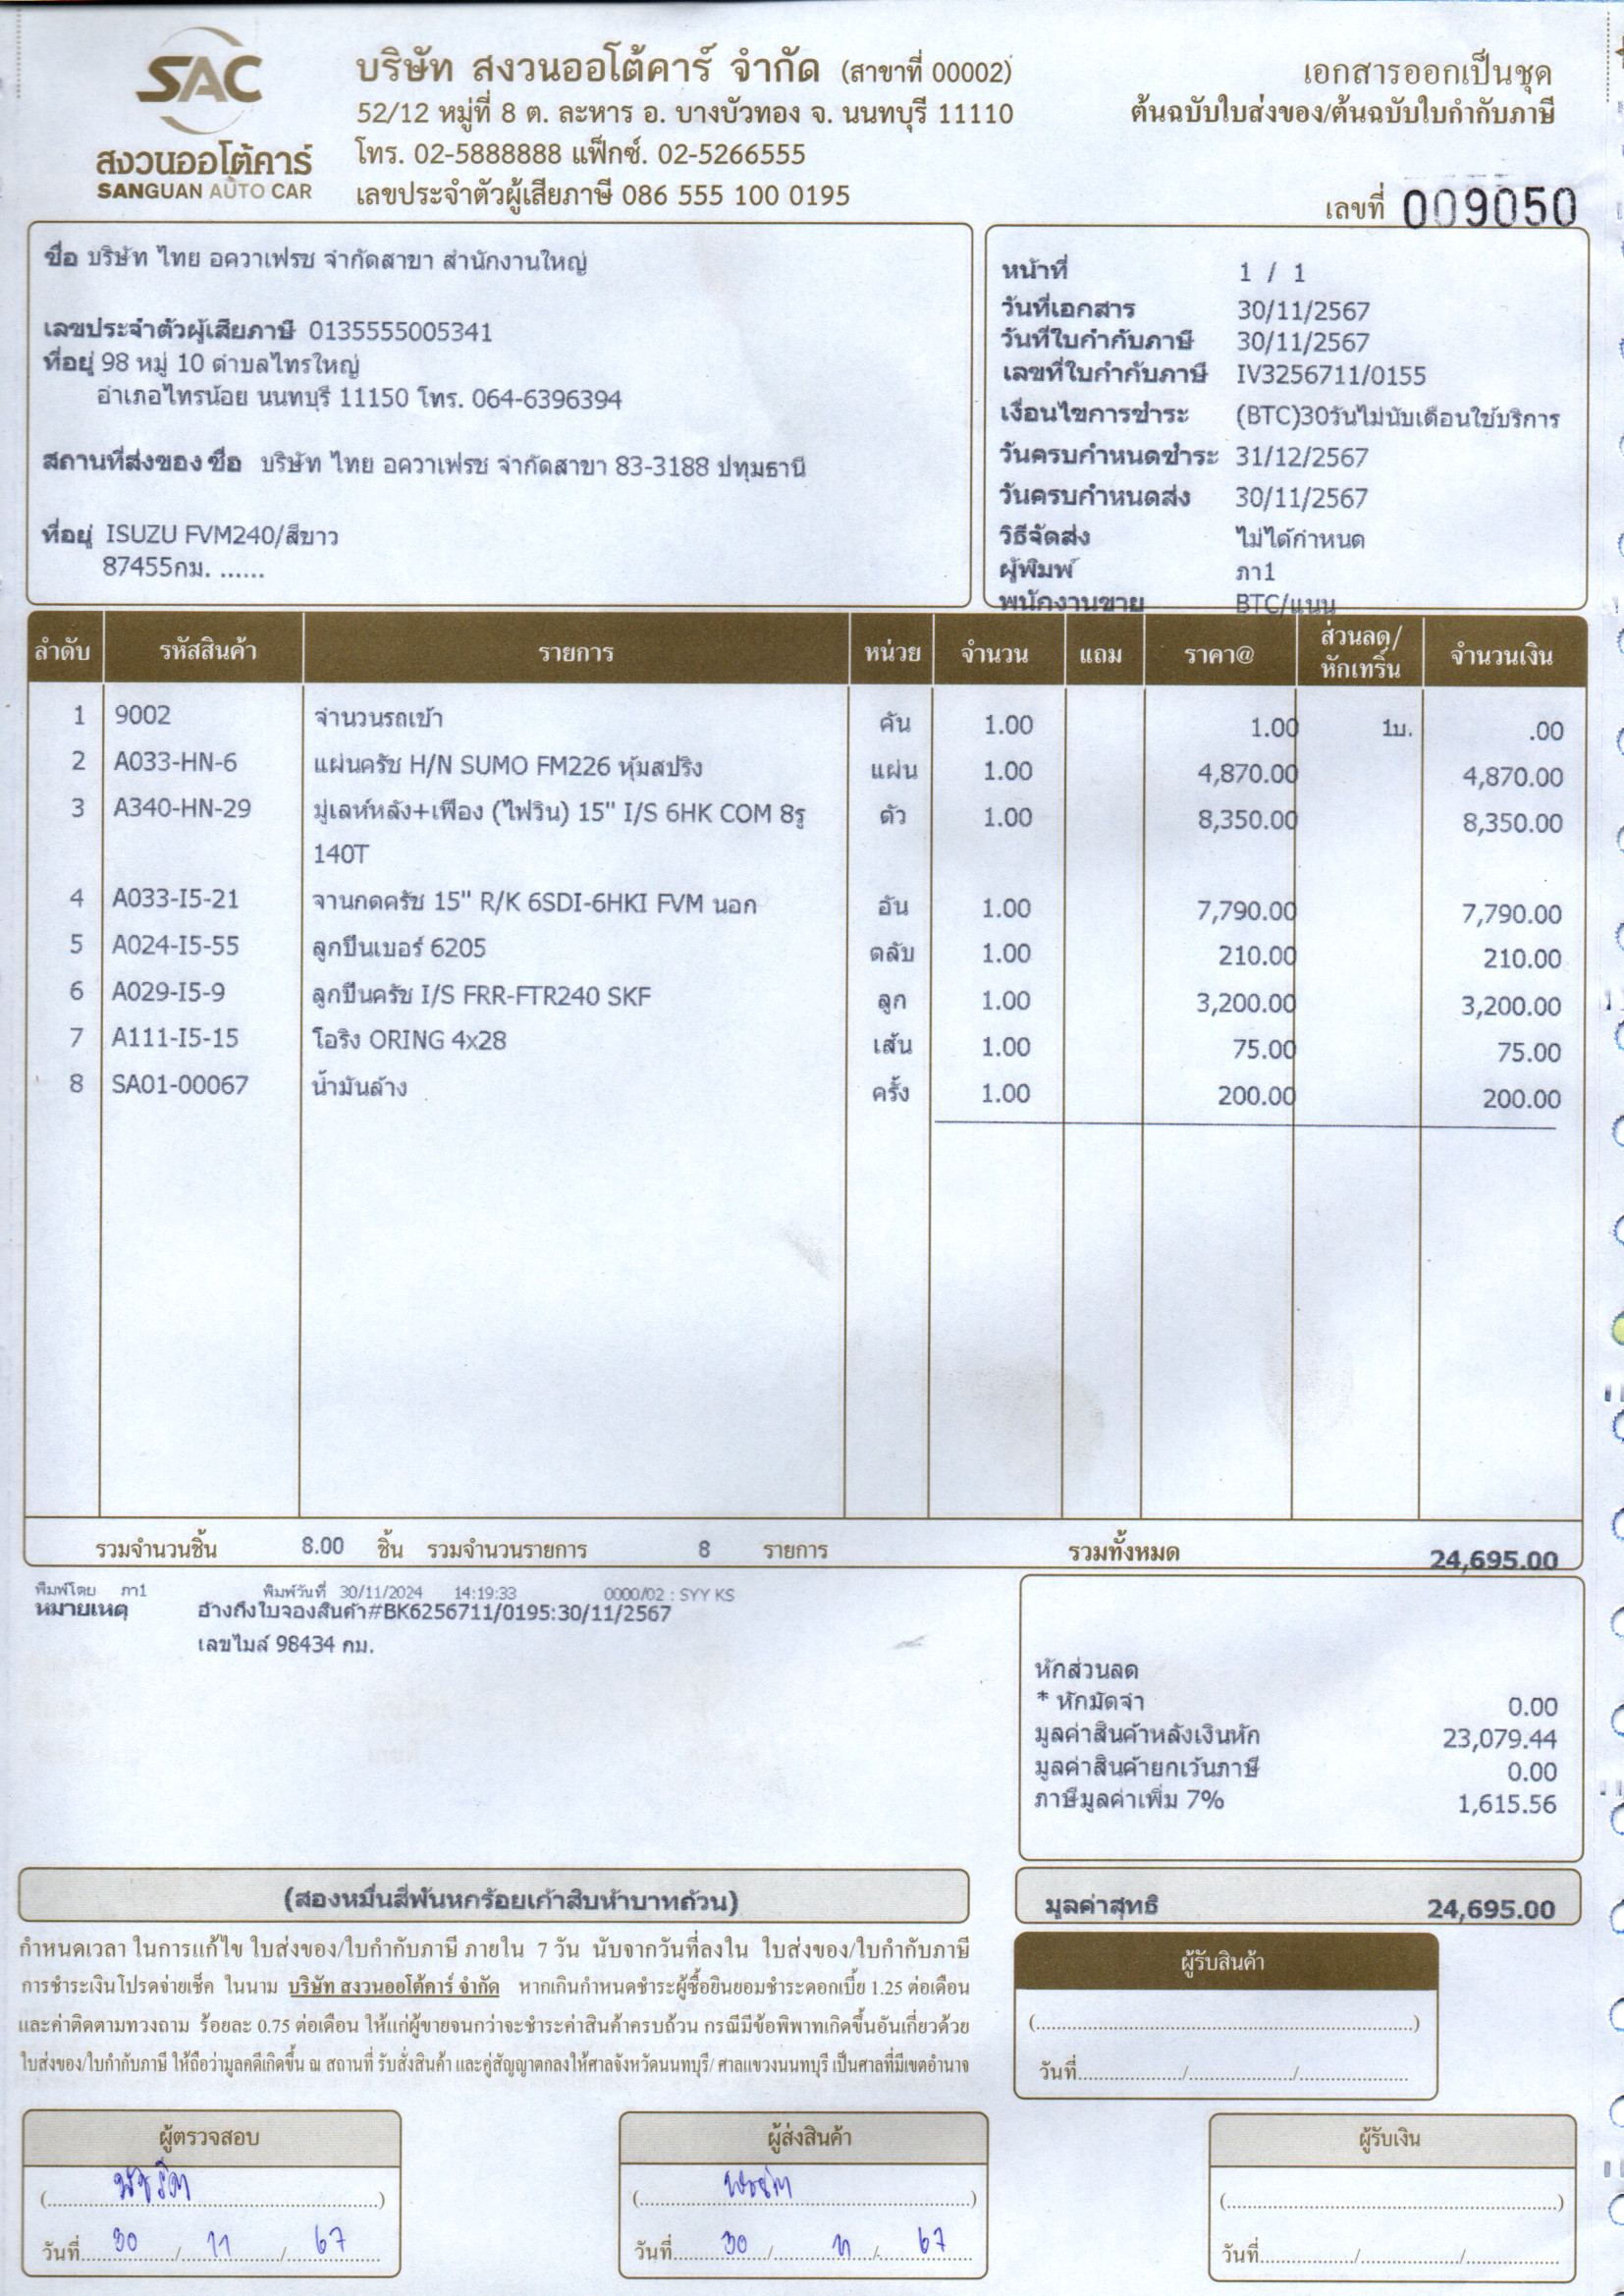 SAC
สงวนออโต้คาร์
SANGUAN AUTO CAR
บริษัท สงวนออโต้คาร์ จำกัด (สาขาที่ 00002)
52/12 หมู่ที่ 8 ต. ละหาร อ. บางบัวทอง จ. นนทบุรี 11110
โทร. 02-5888888 แฟ็กซ์. 02-5266555
เลขประจำตัวผู้เสียภาษี 086 555 100 0195
เอกสารออกเป็นชุด
ต้นฉบับใบส่งของ/ต้นฉบับใบกำกับภาษี
เลขที่ 009050
ชื่อ บริษัท ไทย อควาเฟรช จำกัดสาขา สำนักงานใหญ่
เลขประจำตัวผู้เสียภาษี 0135555005341
ที่อยู่ 98 หมู่ 10 ตำบลไทรใหญ่
อำเภอไทรน้อย นนทบุรี 11150 โทร. 064-6396394
สถานที่ส่งของ ชื่อ บริษัท ไทย อควาเฟรช จำกัดสาขา 83-3188 ปทุมธานี
ที่อยู่ ISUZU FVM240/สีขาว
87455กม. ......
หน้าที่ 1 / 1
วันที่เอกสาร 30/11/2567
วันที่ใบกำกับภาษี 30/11/2567
เลขที่ใบกำกับภาษี IV3256711/0155
เงื่อนไขการชำระ (BTC)30วันไม่นับเดือนใช้บริการ
วันครบกำหนดชำระ 31/12/2567
วันครบกำหนดส่ง 30/11/2567
วิธีจัดส่ง ไม่ได้กำหนด
ผู้พิมพ์ ภา1
พนักงานขาย BTC/แนน
ลำดับ รหัสสินค้า รายการ หน่วย จำนวน แถม ราคา@ ส่วนลด/หักเทริ์น จำนวนเงิน
1 9002 จำนวนรถเข้า คัน 1.00 1.00 1บ. .00
2 A033-HN-6 แผ่นครัช H/N SUMO FM226 หุ้มสปริง แผ่น 1.00 4,870.00 4,870.00
3 A340-HN-29 มู่เลห์หลัง+เฟือง (ไฟวิน) 15" I/S 6HK COM 8รู ตัว 1.00 8,350.00 8,350.00
140T
4 A033-I5-21 จานกดครัช 15" R/K 6SDI-6HKI FVM นอก อัน 1.00 7,790.00 7,790.00
5 A024-I5-55 ลูกปืนเบอร์ 6205 ตลับ 1.00 210.00 210.00
6 A029-I5-9 ลูกปืนครัช I/S FRR-FTR240 SKF ลูก 1.00 3,200.00 3,200.00
7 A111-I5-15 โอริง ORING 4x28 เส้น 1.00 75.00 75.00
8 SA01-00067 น้ำมันล้าง ครั้ง 1.00 200.00 200.00
รวมจำนวนชิ้น 8.00 ชิ้น รวมจำนวนรายการ 8 รายการ รวมทั้งหมด 24,695.00
พิมพ์โดย ภา1 พิมพ์วันที่ 30/11/2024 14:19:33 0000/02 : SYY KS
หมายเหตุ อ้างถึงใบจองสินค้า#BK6256711/0195:30/11/2567
เลขไมล์ 98434 กม.
หักส่วนลด
* หักมัดจำ 0.00
มูลค่าสินค้าหลังเงินหัก 23,079.44
มูลค่าสินค้ายกเว้นภาษี 0.00
ภาษีมูลค่าเพิ่ม 7% 1,615.56
(สองหมื่นสี่พันหกร้อยเก้าสิบห้าบาทถ้วน)
มูลค่าสุทธิ 24,695.00
กำหนดเวลา ในการแก้ไข ใบส่งของ/ใบกำกับภาษี ภายใน 7 วัน นับจากวันที่ลงใน ใบส่งของ/ใบกำกับภาษี
การชำระเงินโปรดจ่ายเช็ค ในนาม บริษัท สงวนออโต้คาร์ จำกัด หากเกินกำหนดชำระผู้ซื้อยินยอมชำระดอกเบี้ย 1.25 ต่อเดือน
และค่าติดตามทวงถาม ร้อยละ 0.75 ต่อเดือน ให้แก่ผู้ขายจนกว่าจะชำระค่าสินค้าครบถ้วน กรณีมีข้อพิพาทเกิดขึ้นอันเกี่ยวด้วย
ใบส่งของ/ใบกำกับภาษี ให้ถือว่ามูลคดีเกิดขึ้น ณ สถานที่ รับสั่งสินค้า และคู่สัญญาตกลงให้ศาลจังหวัดนนทบุรี/ ศาลแขวงนนทบุรี เป็นศาลที่มีเขตอำนาจ
ผู้รับสินค้า
(........................)
วันที่............/............/............
ผู้ตรวจสอบ
วันที่ 30 / 11 / 67
ผู้ส่งสินค้า
วันที่ 30 / 11 / 67
ผู้รับเงิน
(........................)
วันที่............/............/............